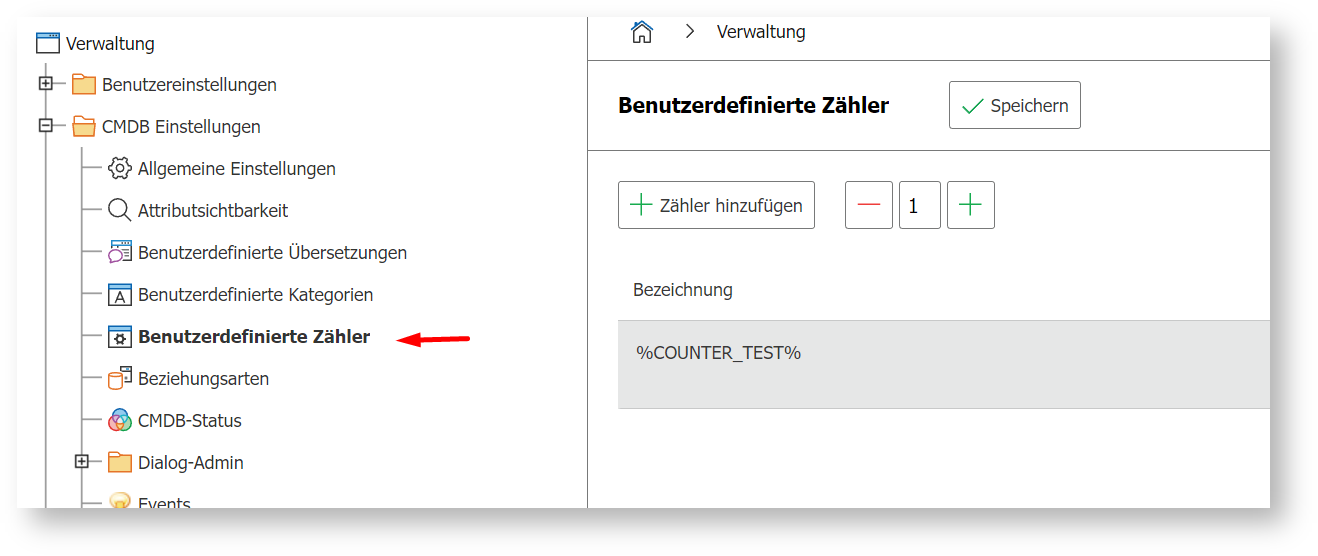 Verwaltung
Benutzereinstellungen
CMDB Einstellungen
Allgemeine Einstellungen
Attributsichtbarkeit
Benutzerdefinierte Übersetzungen
Benutzerdefinierte Kategorien
Benutzerdefinierte Zähler
Beziehungsarten
CMDB-Status
Dialog-Admin
Events
Verwaltung
Benutzerdefinierte Zähler
Speichern
Zähler hinzufügen
1
Bezeichnung
%COUNTER_TEST%